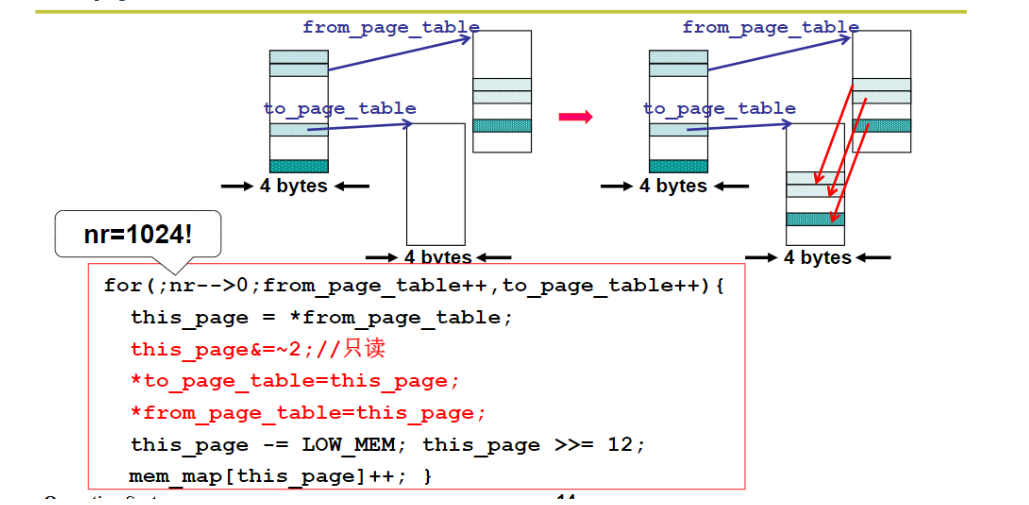 from_page_table
from_page_table
to_page_table
to_page_table
4 bytes
4 bytes
nr=1024!
4 bytes
4 bytes
for(;nr-->0;from_page_table++,to_page_table++){
this_page = *from_page_table;
this_page&=~2;//只读
*to_page_table=this_page;
*from_page_table=this_page;
this_page -= LOW_MEM; this_page >>= 12;
mem_map[this_page]++; }